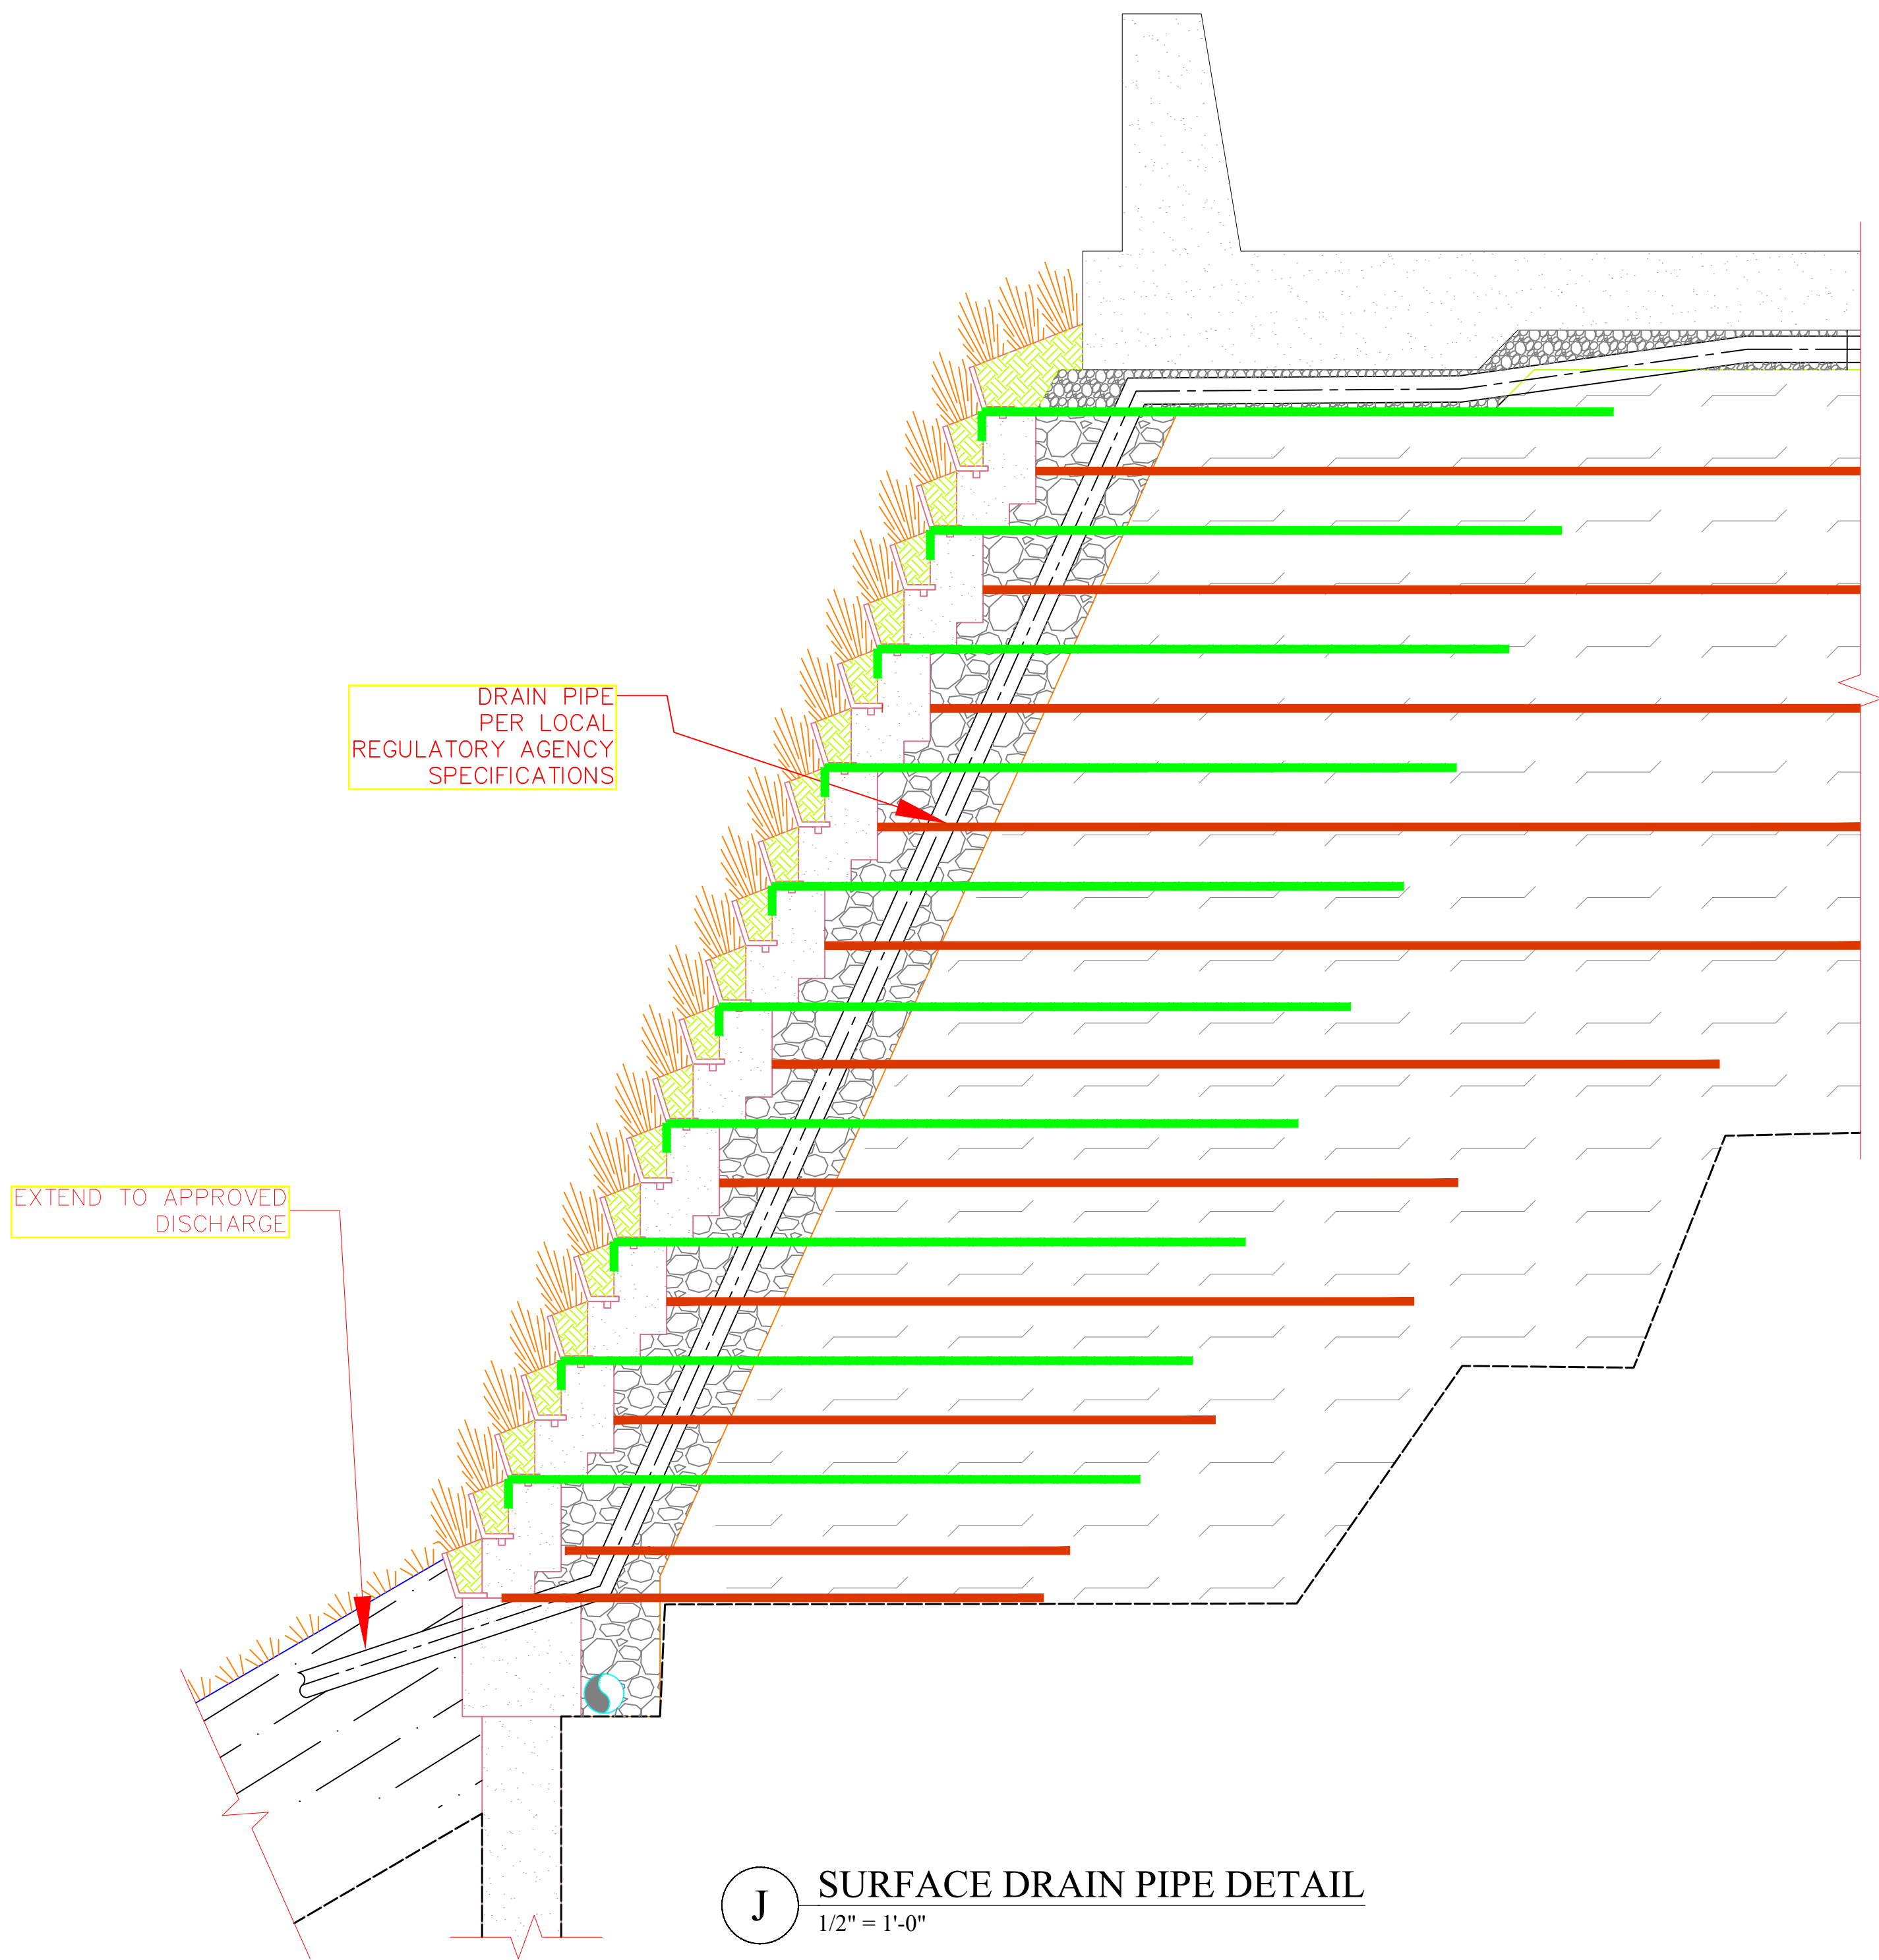 DRAIN PIPE
PER LOCAL
REGULATORY AGENCY
SPECIFICATIONS
EXTEND TO APPROVED
DISCHARGE
J
SURFACE DRAIN PIPE DETAIL
1/2" = 1'-0"